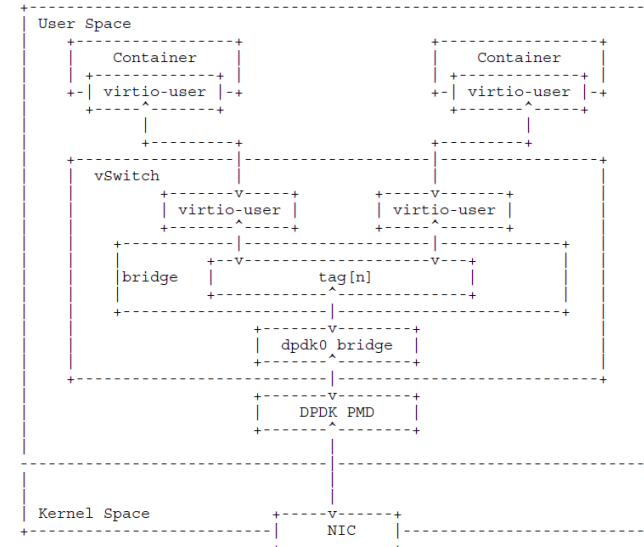 User Space
Container Container
virtio-user virtio-user
vSwitch
virtio-user virtio-user
bridge tag[n]
dpdk0 bridge
DPDK PMD
Kernel Space
NIC